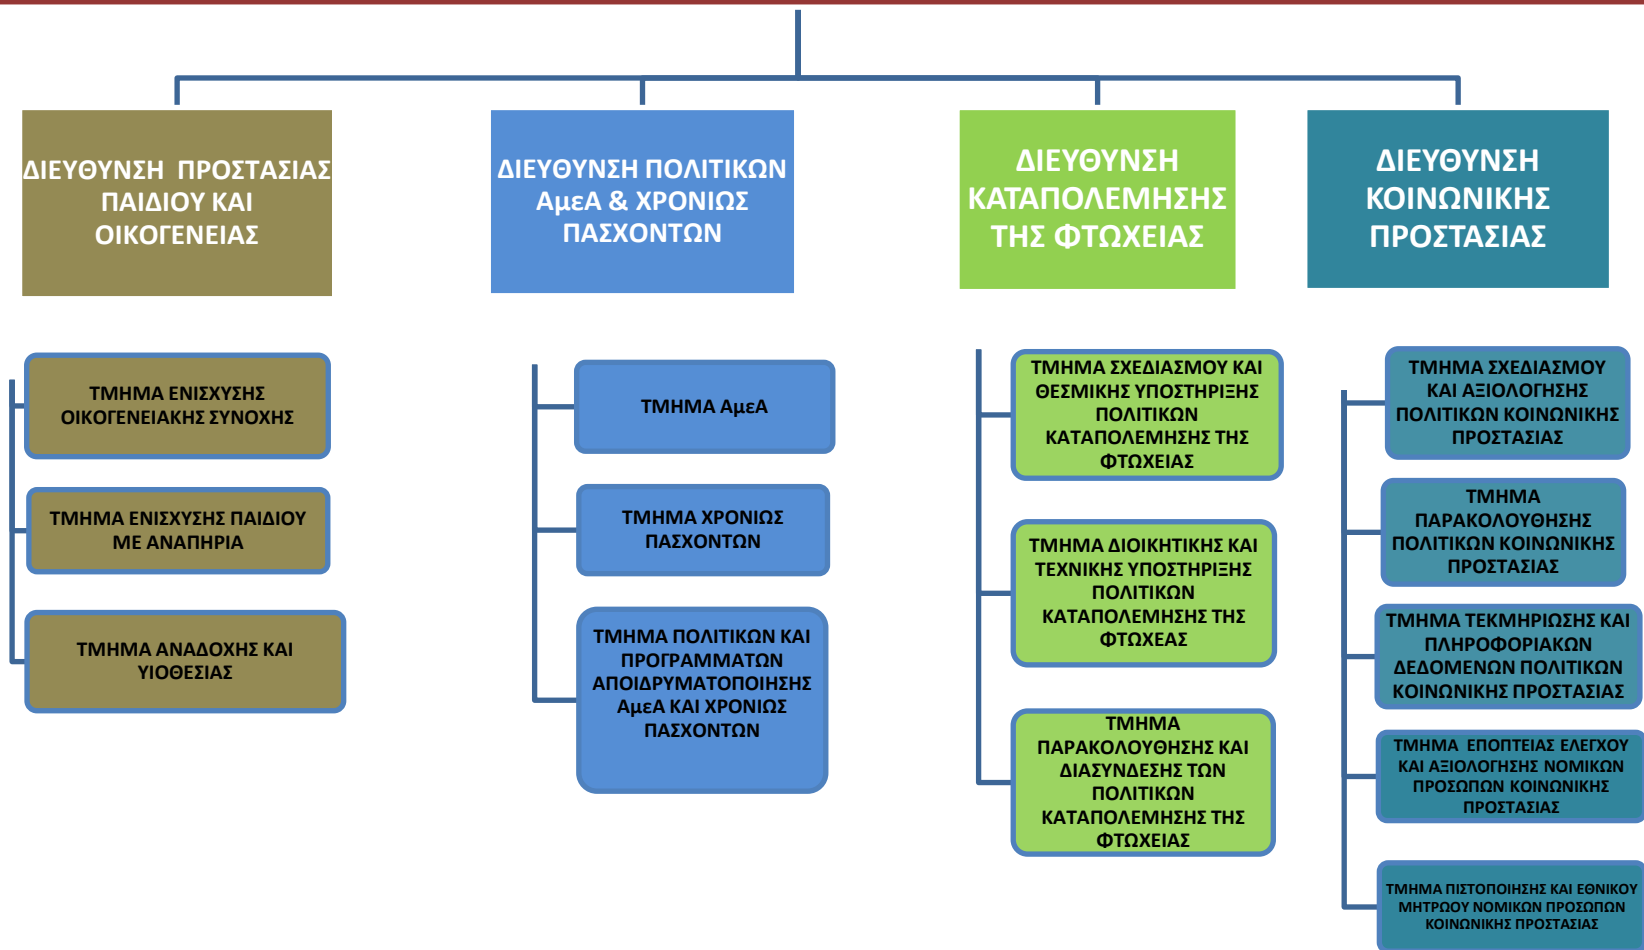 ΔΙΕΥΘΥΝΣΗ ΠΡΟΣΤΑΣΙΑΣ
ΠΑΙΔΙΟΥ ΚΑΙ
ΟΙΚΟΓΕΝΕΙΑΣ
ΤΜΗΜΑ ΕΝΙΣΧΥΣΗΣ
ΟΙΚΟΓΕΝΕΙΑΚΗΣ ΣΥΝΟΧΗΣ
ΤΜΗΜΑ ΕΝΙΣΧΥΣΗΣ ΠΑΙΔΙΟΥ
ΜΕ ΑΝΑΠΗΡΙΑ
ΤΜΗΜΑ ΑΝΑΔΟΧΗΣ ΚΑΙ
ΥΙΟΘΕΣΙΑΣ
ΔΙΕΥΘΥΝΣΗ ΠΟΛΙΤΙΚΩΝ
ΑμεΑ & ΧΡΟΝΙΩΣ
ΠΑΣΧΟΝΤΩΝ
ΤΜΗΜΑ ΑμεΑ
ΤΜΗΜΑ ΧΡΟΝΙΩΣ
ΠΑΣΧΟΝΤΩΝ
ΤΜΗΜΑ ΠΟΛΙΤΙΚΩΝ ΚΑΙ
ΠΡΟΓΡΑΜΜΑΤΩΝ
ΑΠΟΙΔΡΥΜΑΤΟΠΟΙΗΣΗΣ
ΑμεΑ ΚΑΙ ΧΡΟΝΙΩΣ
ΠΑΣΧΟΝΤΩΝ
ΔΙΕΥΘΥΝΣΗ
ΚΑΤΑΠΟΛΕΜΗΣΗΣ
ΤΗΣ ΦΤΩΧΕΙΑΣ
ΤΜΗΜΑ ΣΧΕΔΙΑΣΜΟΥ ΚΑΙ
ΘΕΣΜΙΚΗΣ ΥΠΟΣΤΗΡΙΞΗΣ
ΠΟΛΙΤΙΚΩΝ
ΚΑΤΑΠΟΛΕΜΗΣΗΣ ΤΗΣ
ΦΤΩΧΕΙΑΣ
ΤΜΗΜΑ ΔΙΟΙΚΗΤΙΚΗΣ ΚΑΙ
ΤΕΧΝΙΚΗΣ ΥΠΟΣΤΗΡΙΞΗΣ
ΠΟΛΙΤΙΚΩΝ
ΚΑΤΑΠΟΛΕΜΗΣΗΣ ΤΗΣ
ΦΤΩΧΕΑΣ
ΤΜΗΜΑ
ΠΑΡΑΚΟΛΟΥΘΗΣΗΣ ΚΑΙ
ΔΙΑΣΥΝΔΕΣΗΣ ΤΩΝ
ΠΟΛΙΤΙΚΩΝ
ΚΑΤΑΠΟΛΕΜΗΣΗΣ ΤΗΣ
ΦΤΩΧΕΙΑΣ
ΔΙΕΥΘΥΝΣΗ
ΚΟΙΝΩΝΙΚΗΣ
ΠΡΟΣΤΑΣΙΑΣ
ΤΜΗΜΑ ΣΧΕΔΙΑΣΜΟΥ
ΚΑΙ ΑΞΙΟΛΟΓΗΣΗΣ
ΠΟΛΙΤΙΚΩΝ ΚΟΙΝΩΝΙΚΗΣ
ΠΡΟΣΤΑΣΙΑΣ
ΤΜΗΜΑ
ΠΑΡΑΚΟΛΟΥΘΗΣΗΣ
ΠΟΛΙΤΙΚΩΝ ΚΟΙΝΩΝΙΚΗΣ
ΠΡΟΣΤΑΣΙΑΣ
ΤΜΗΜΑ ΤΕΚΜΗΡΙΩΣΗΣ ΚΑΙ
ΠΛΗΡΟΦΟΡΙΑΚΩΝ
ΔΕΔΟΜΕΝΩΝ ΠΟΛΙΤΙΚΩΝ
ΚΟΙΝΩΝΙΚΗΣ ΠΡΟΣΤΑΣΙΑΣ
ΤΜΗΜΑ ΕΠΟΠΤΕΙΑΣ ΕΛΕΓΧΟΥ
ΚΑΙ ΑΞΙΟΛΟΓΗΣΗΣ ΝΟΜΙΚΩΝ
ΠΡΟΣΩΠΩΝ ΚΟΙΝΩΝΙΚΗΣ
ΠΡΟΣΤΑΣΙΑΣ
ΤΜΗΜΑ ΠΙΣΤΟΠΟΙΗΣΗΣ ΚΑΙ ΕΘΝΙΚΟΥ
ΜΗΤΡΩΟΥ ΝΟΜΙΚΩΝ ΠΡΟΣΩΠΩΝ
ΚΟΙΝΩΝΙΚΗΣ ΠΡΟΣΤΑΣΙΑΣ